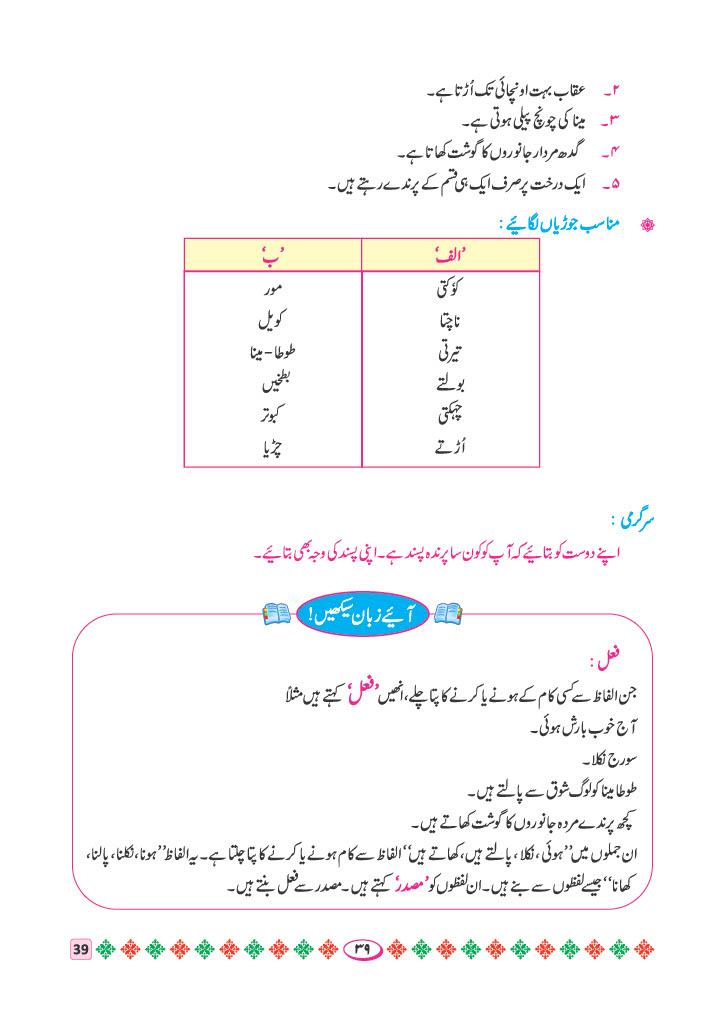 ۲۔ عقاب بہت اونچائی تک اُڑتا ہے۔
۳۔ مینا کی چونچ پیلی ہوتی ہے۔
۴۔ گدھ مردار جانوروں کا گوشت کھاتا ہے۔
۵۔ ایک درخت پر صرف ایک ہی قسم کے پرندے رہتے ہیں۔
مناسب جوڑیاں لگائیے :
’الف‘ ’ب‘
کوٗکتی مور
ناچتا کویل
تیرتی طوطا – مینا
بولتے بطخیں
چہکتی کبوتر
اُڑتے چڑیا
سرگرمی :
اپنے دوست کو بتائیے کہ آپ کو کون سا پرندہ پسند ہے۔ اپنی پسند کی وجہ بھی بتائیے۔
آئیے زبان سیکھیں!
فعل :
جن الفاظ سے کسی کام کے ہونے یا کرنے کا پتا چلے، انھیں ’فعل‘ کہتے ہیں مثلاً
آج خوب بارش ہوئی۔
سورج نکلا۔
طوطا مینا کو لوگ شوق سے پالتے ہیں۔
کچھ پرندے مردہ جانوروں کا گوشت کھاتے ہیں۔
ان جملوں میں ’’ہوئی، نکلا، پالتے ہیں، کھاتے ہیں‘‘ الفاظ سے کام ہونے یا کرنے کا پتا چلتا ہے۔ یہ الفاظ ’’ہونا، نکلنا، پالنا،
کھانا‘‘ جیسے لفظوں سے بنے ہیں۔ ان لفظوں کو ’مصدر‘ کہتے ہیں۔ مصدر سے فعل بنتے ہیں۔
39 ۳۹